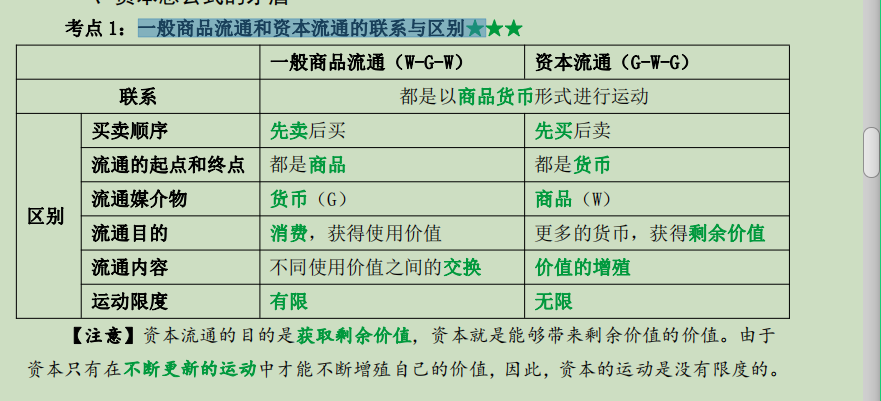 资本总公式的矛盾
考点 1：一般商品流通和资本流通的联系与区别★★★
一般商品流通（W-G-W） 资本流通（G-W-G）
联系 都是以商品货币形式进行运动
区别
买卖顺序 先卖后买 先买后卖
流通的起点和终点 都是商品 都是货币
流通媒介物 货币（G） 商品（W）
流通目的 消费，获得使用价值 更多的货币，获得剩余价值
流通内容 不同使用价值之间的交换 价值的增殖
运动限度 有限 无限
【注意】资本流通的目的是获取剩余价值，资本就是能够带来剩余价值的价值。由于
资本只有在不断更新的运动中才能不断增殖自己的价值，因此，资本的运动是没有限度的。